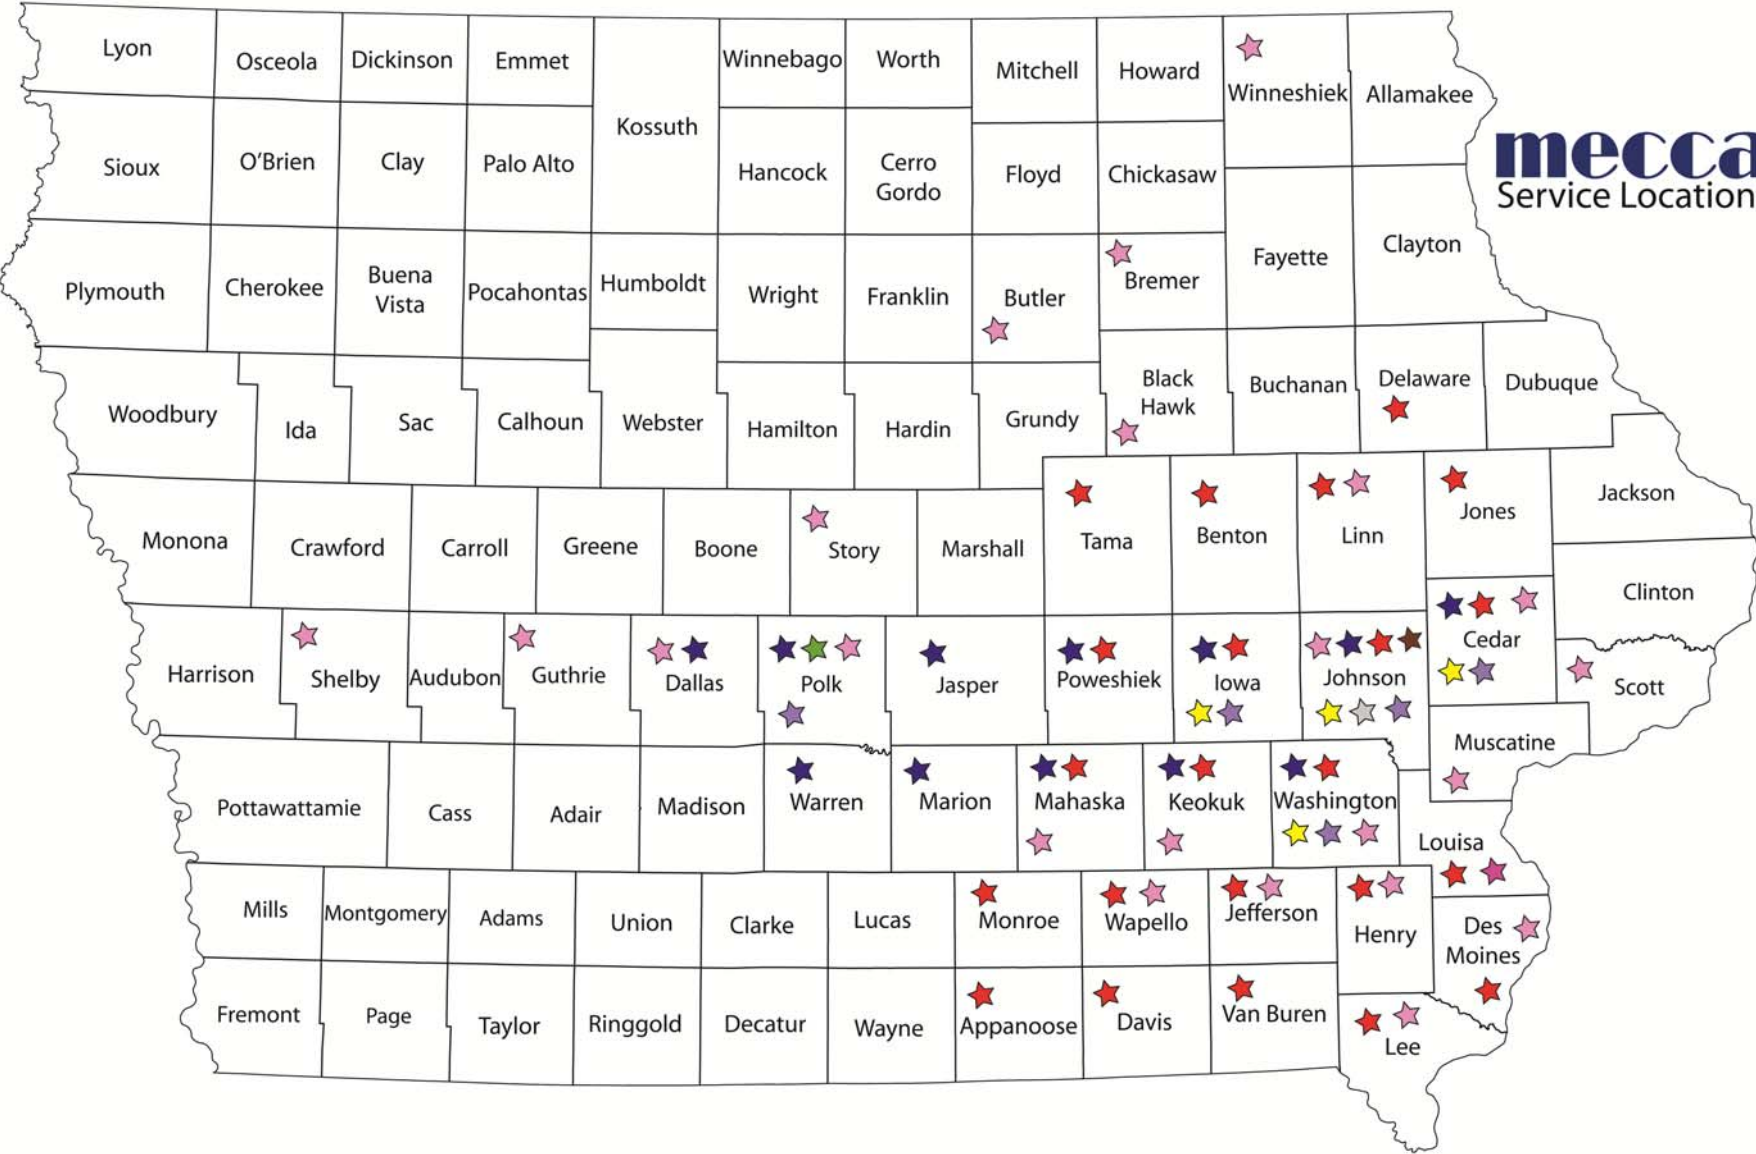 Lyon
Osceola
Dickinson
Emmet
Kossuth
Winnebago
Worth
Mitchell
Howard
Winneshiek
Allamakee
mecca
Service Location
Sioux
O'Brien
Clay
Palo Alto
Hancock
Cerro
Gordo
Floyd
Chickasaw
Fayette
Clayton
Plymouth
Cherokee
Buena
Vista
Pocahontas
Humboldt
Wright
Franklin
Butler
Bremer
Woodbury
Ida
Sac
Calhoun
Webster
Hamilton
Hardin
Grundy
Black
Hawk
Buchanan
Delaware
Dubuque
Monona
Crawford
Carroll
Greene
Boone
Story
Marshall
Tama
Benton
Linn
Jones
Jackson
Clinton
Harrison
Shelby
Audubon
Guthrie
Dallas
Polk
Jasper
Poweshiek
Iowa
Johnson
Cedar
Scott
Muscatine
Pottawattamie
Cass
Adair
Madison
Warren
Marion
Mahaska
Keokuk
Washington
Louisa
Mills
Montgomery
Adams
Union
Clarke
Lucas
Monroe
Wapello
Jefferson
Henry
Des
Moines
Fremont
Page
Taylor
Ringgold
Decatur
Wayne
Appanoose
Davis
Van Buren
Lee